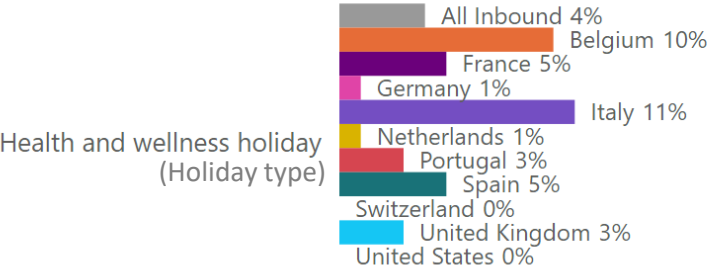 All Inbound 4%
Belgium 10%
France 5%
Germany 1%
Italy 11%
Health and wellness holiday
(Holiday type)
Netherlands 1%
Portugal 3%
Spain 5%
Switzerland 0%
United Kingdom 3%
United States 0%